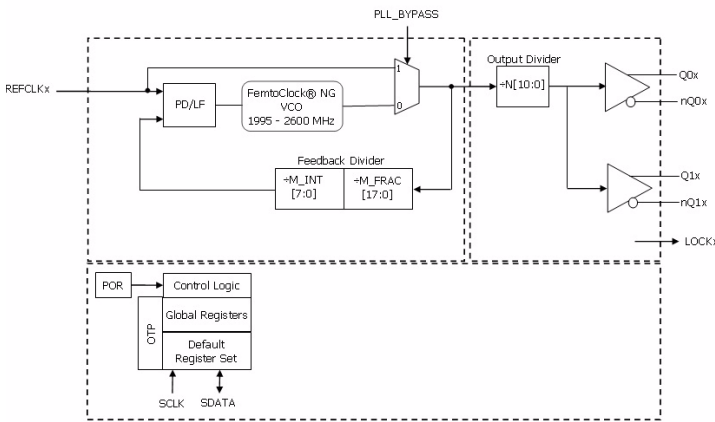 PLL_BYPASS
REFCLKx
PD/LF
FemtoClock® NG
VCO
1995 - 2600 MHz
1
0
Output Divider
÷N[10:0]
Q0x
nQ0x
Feedback Divider
÷M_INT
[7:0]
÷M_FRAC
[17:0]
Q1x
nQ1x
LOCKx
POR
Control Logic
OTP
Global Registers
Default
Register Set
SCLK
SDATA